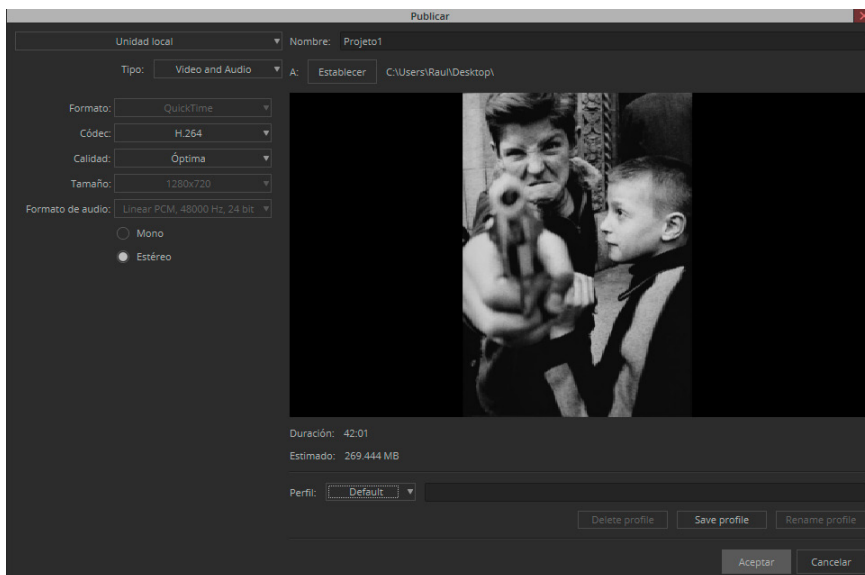 Publicar
Unidad local
Nombre: Projeto1
Tipo: Video and Audio
A: Establecer C:\Users\Raul\Desktop\
Formato: QuickTime
Códec: H.264
Calidad: Óptima
Tamaño: 1280x720
Formato de audio: Linear PCM, 48000 Hz, 24 bit
Mono
Estéreo
Duración: 42:01
Estimado: 269.444 MB
Perfil: Default
Delete profile Save profile Rename profile
Aceptar Cancelar